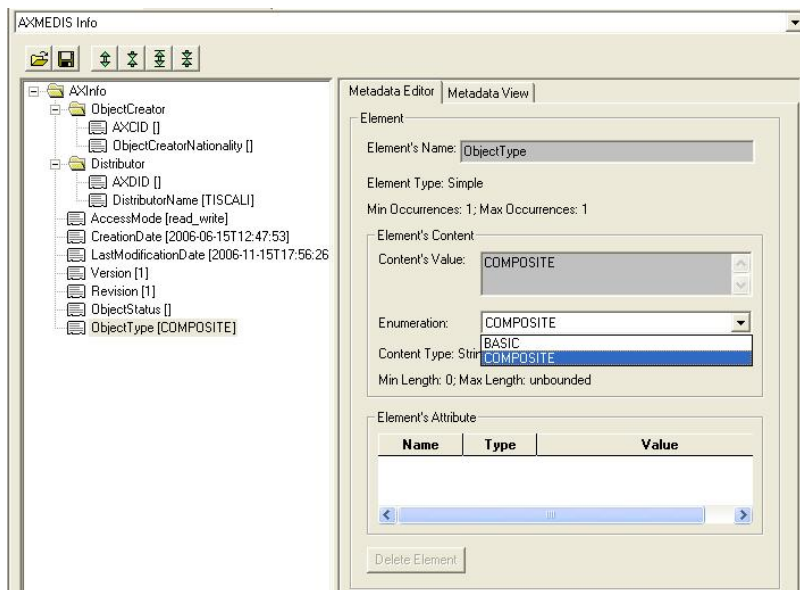 AXMEDIS Info
AXInfo
ObjectCreator
AXCID []
ObjectCreatorNationality []
Distributor
AXDID []
DistributorName [TISCALI]
AccessMode [read_write]
CreationDate [2006-06-15T12:47:53]
LastModificationDate [2006-11-15T17:56:26
Version [1]
Revision [1]
ObjectStatus []
ObjectType [COMPOSITE]
Metadata Editor
Metadata View
Element
Element's Name: ObjectType
Element Type: Simple
Min Occurrences: 1; Max Occurrences: 1
Element's Content
Content's Value: COMPOSITE
Enumeration: COMPOSITE
BASIC
COMPOSITE
Content Type: Strin
Min Length: 0; Max Length: unbounded
Element's Attribute
Name Type Value
Delete Element